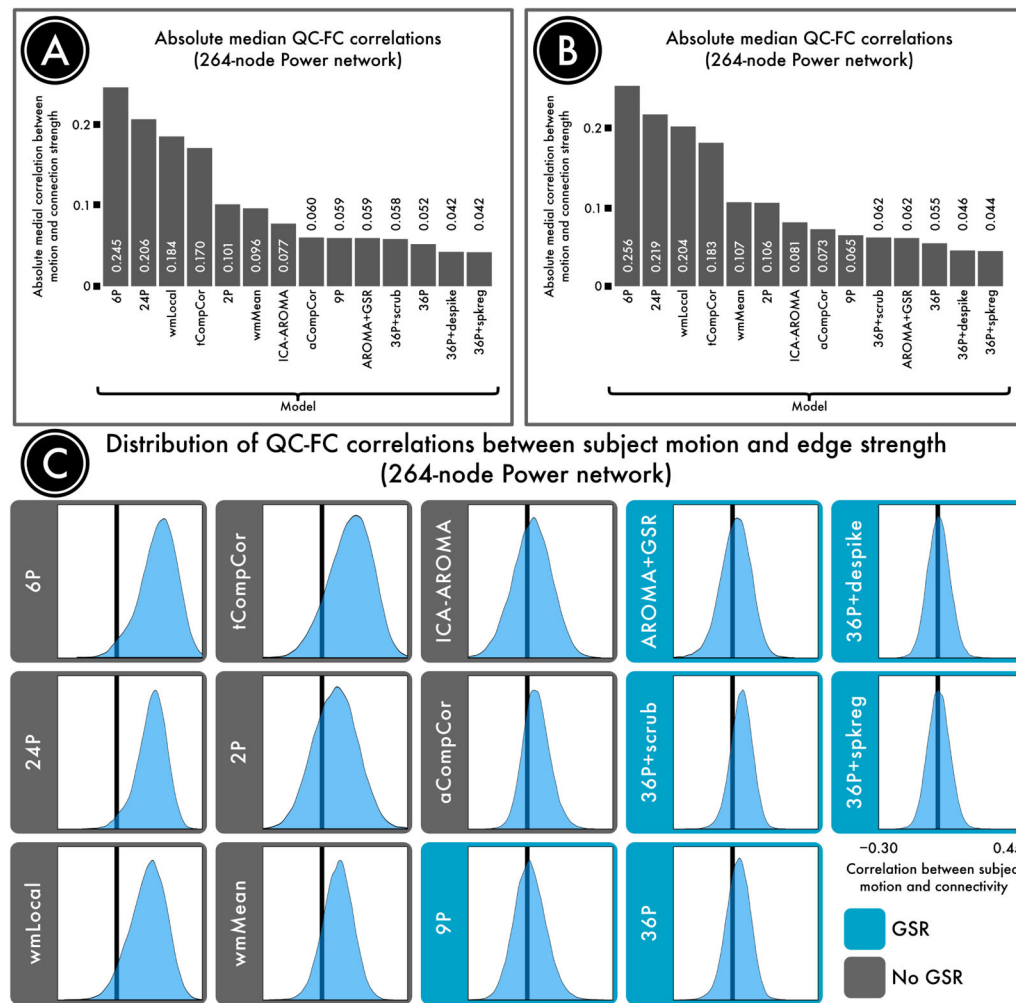 A
Absolute median QC-FC correlations
(264-node Power network)
Absolute medial correlation between
motion and connection strength
0.2
0.1
0
0.245
0.206
0.184
0.170
0.101
0.096
0.077
0.060
0.059
0.059
0.058
0.052
0.042
0.042
6P
24P
wmLocal
tCompCor
2P
wmMean
ICA-AROMA
aCompCor
9P
AROMA+GSR
36P+scrub
36P
36P+despike
36P+spkreg
Model
B
Absolute median QC-FC correlations
(264-node Power network)
Absolute medial correlation between
motion and connection strength
0.2
0.1
0
0.256
0.219
0.204
0.183
0.107
0.106
0.081
0.073
0.065
0.062
0.062
0.055
0.046
0.044
6P
24P
wmLocal
tCompCor
wmMean
2P
ICA-AROMA
aCompCor
9P
36P+scrub
AROMA+GSR
36P
36P+despike
36P+spkreg
Model
C
Distribution of QC-FC correlations between subject motion and edge strength
(264-node Power network)
6P
tCompCor
ICA-AROMA
AROMA+GSR
36P+despike
24P
2P
aCompCor
36P+scrub
36P+spkreg
wmLocal
wmMean
9P
36P
−0.30
Correlation between
motion and connectivity
GSR
No GSR